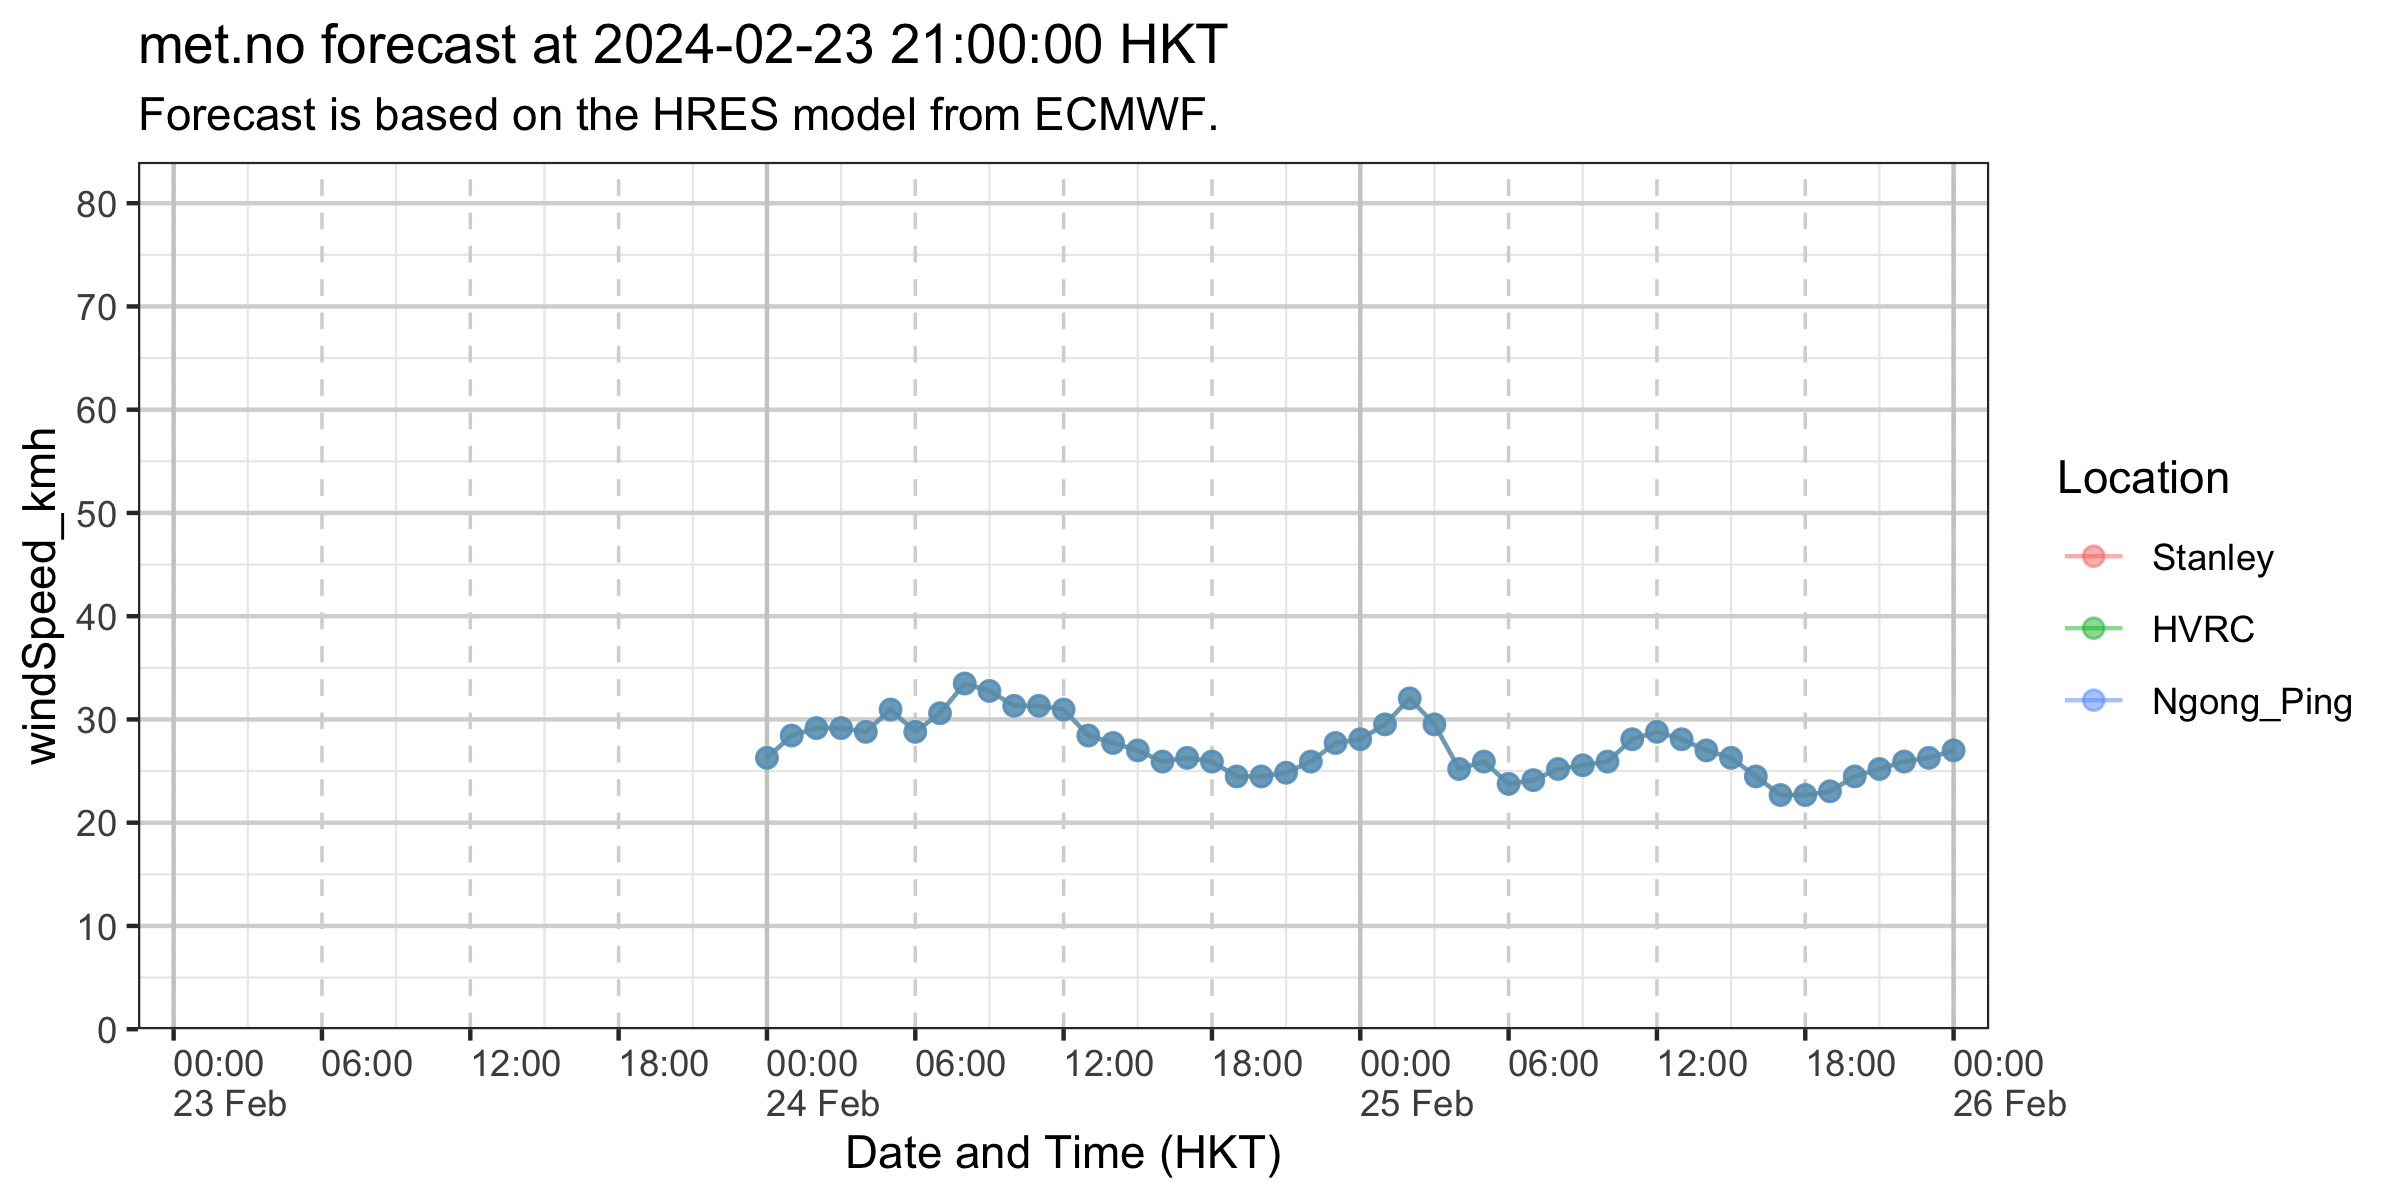 met.no forecast at 2024-02-23 21:00:00 HKT
Forecast is based on the HRES model from ECMWF.
windSpeed_kmh
80
70
60
50
40
30
20
10
0
00:00 06:00 12:00 18:00 00:00 06:00 12:00 18:00 00:00 06:00 12:00 18:00 00:00
23 Feb 24 Feb 25 Feb 26 Feb
Date and Time (HKT)
Location
Stanley
HVRC
Ngong_Ping